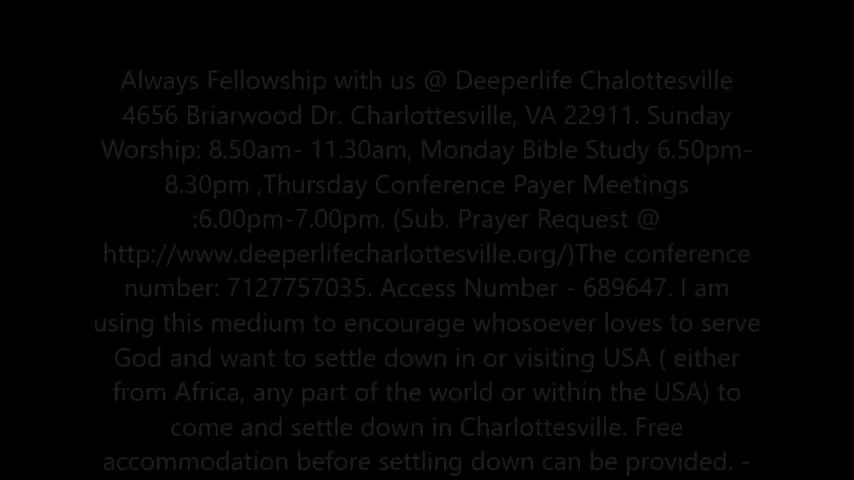 Always Fellowship with us @ Deeperlife Chalottesville
4656 Briarwood Dr. Charlottesville, VA 22911. Sunday
Worship: 8.50am- 11.30am, Monday Bible Study 6.50pm-
8.30pm ,Thursday Conference Payer Meetings
:6.00pm-7.00pm. (Sub. Prayer Request @
http://www.deeperlifecharlottesville.org/)The conference
number: 7127757035. Access Number - 689647. I am
using this medium to encourage whosoever loves to serve
God and want to settle down in or visiting USA ( either
from Africa, any part of the world or within the USA) to
come and settle down in Charlottesville. Free
accommodation before settling down can be provided. -